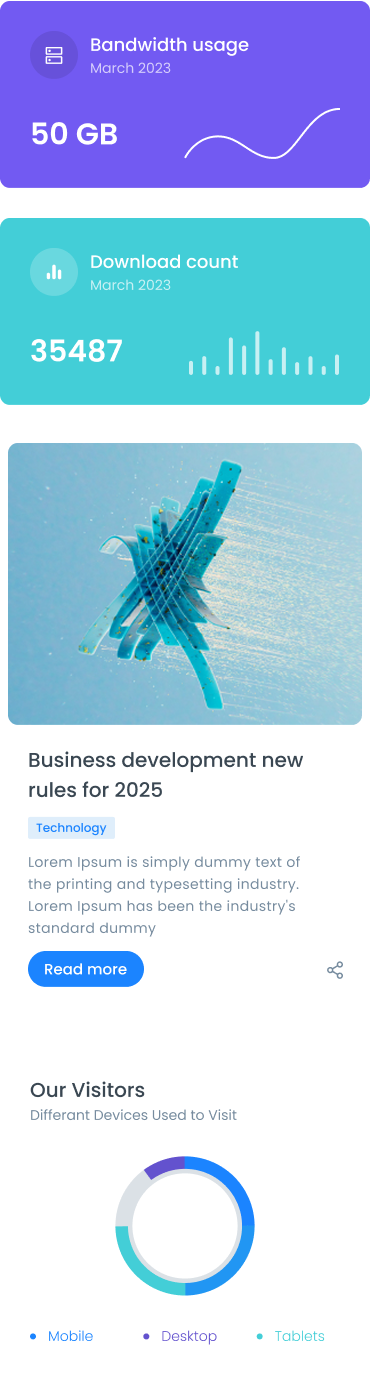 Bandwidth usage
March 2023
50 GB
Download count
March 2023
35487
Business development new
rules for 2025
Technology
Lorem Ipsum is simply dummy text of
the printing and typesetting industry.
Lorem Ipsum has been the industry's
standard dummy
Read more
Our Visitors
Differant Devices Used to Visit
Mobile Desktop Tablets